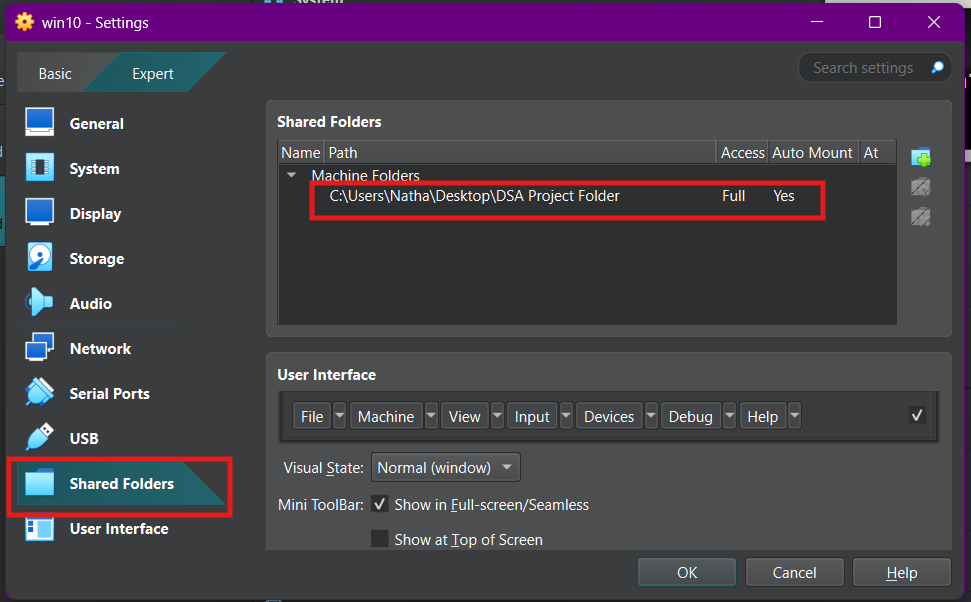 System
win10 - Settings
Basic
Expert
Search settings
General
System
Display
Storage
Audio
Network
Serial Ports
USB
Shared Folders
User Interface
Shared Folders
Name Path Access Auto Mount At
Machine Folders
C:\Users\Natha\Desktop\DSA Project Folder Full Yes
User Interface
File Machine View Input Devices Debug Help
Visual State: Normal (window)
Mini ToolBar: Show in Full-screen/Seamless
Show at Top of Screen
OK Cancel Help